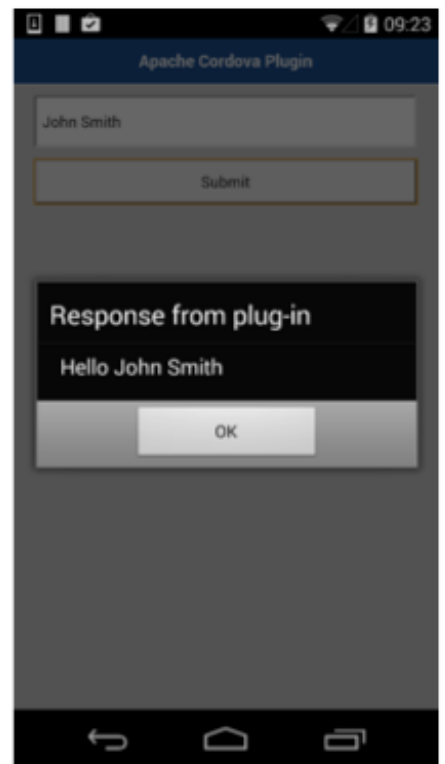 09:23
Apache Cordova Plugin
John Smith
Submit
Response from plug-in
Hello John Smith
OK